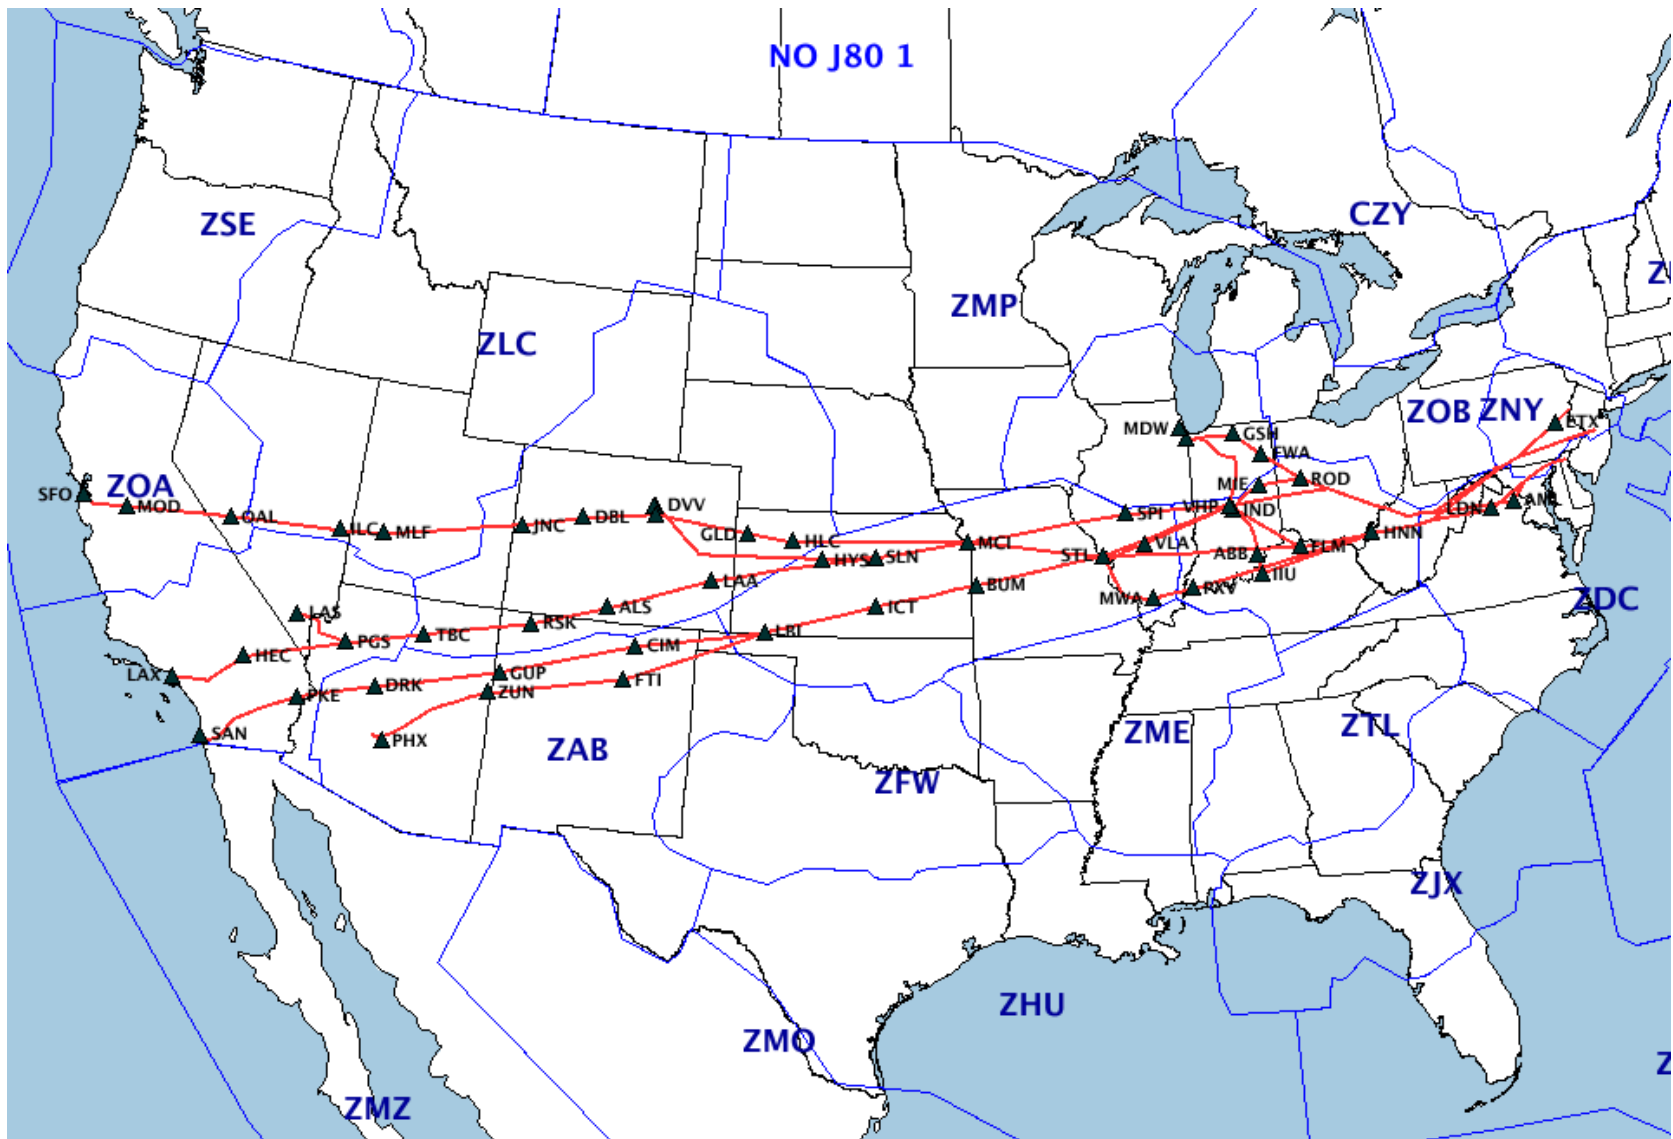 NO J80 1
CZY
ZSE
ZMP
ZLC
ZOB
ZNY
ETX
MDW
GSH
FWA
MIE
ROD
SFO
ZOA
MOD
OAL
ILC
MLF
JNC
DBL
DVV
GLD
HLC
MCI
SPI
VHP
IND
LDN
AML
HYS
SLN
STL
VLA
ABB
FLM
HNN
IIU
LAA
BUM
MWA
PXV
ZDC
LAS
ALS
ICT
RSK
TBC
PGS
HEC
LBL
CIM
LAX
GUP
FTI
ZUN
DRK
PKE
SAN
PHX
ZAB
ZFW
ZME
ZTL
ZJX
ZHU
ZMO
ZMZ